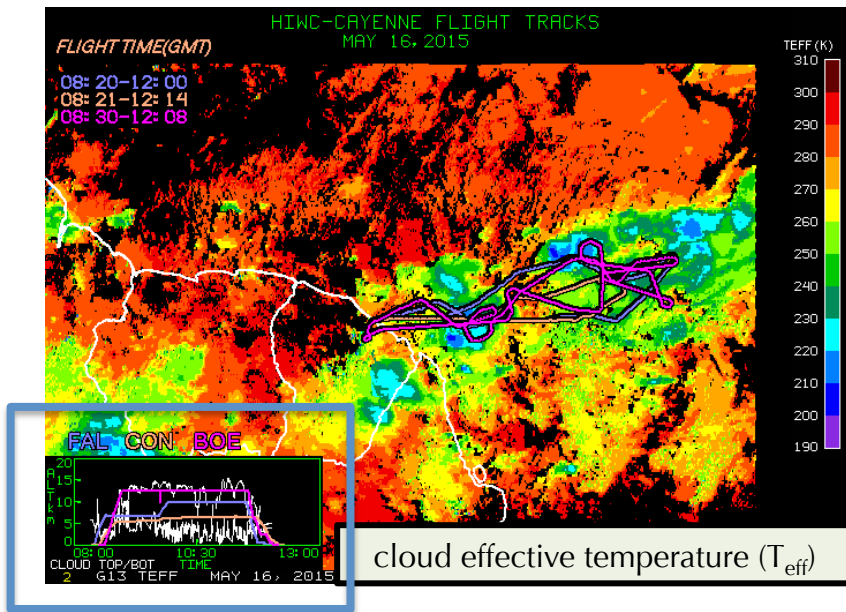 HIWC-CAYENNE FLIGHT TRACKS
MAY 16,2015
FLIGHT TIME(GMT)
08:20-12:00
08:21-12:14
08:30-12:08
TEFF (K)
310
300
290
280
270
260
250
240
230
220
210
200
190
FAL CON BOE
20
15
10
5
0
ALT km
08:00 10:30 13:00
CLOUD TOP/BOT TIME
2 G13 TEFF MAY 16, 2015
cloud effective temperature (Teff)